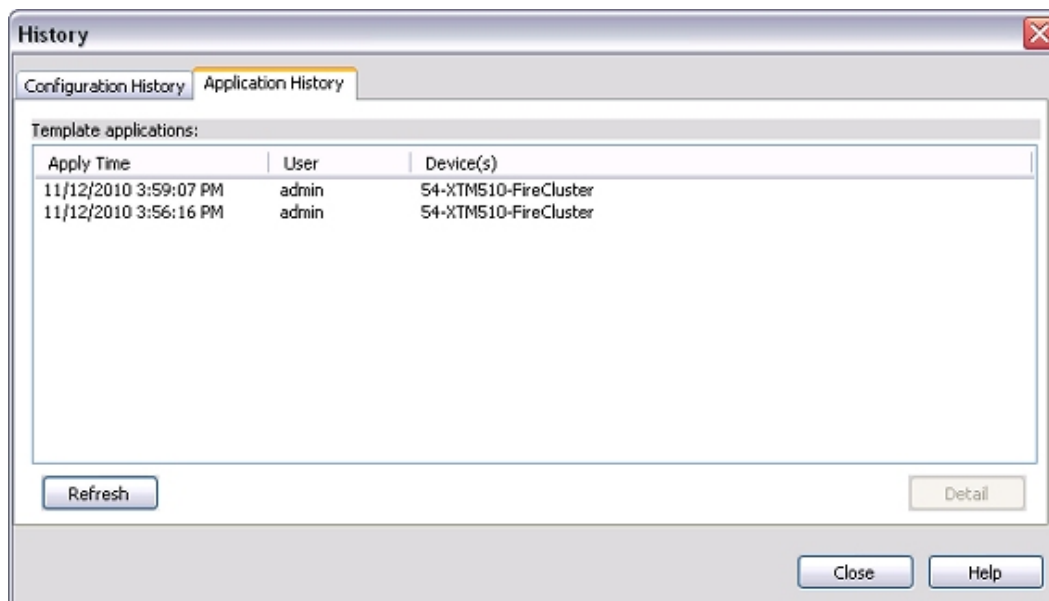 History
Configuration History Application History
Template applications:
Apply Time User Device(s)
11/12/2010 3:59:07 PM admin 54-XTM510-FireCluster
11/12/2010 3:56:16 PM admin 54-XTM510-FireCluster
Refresh Detail
Close Help